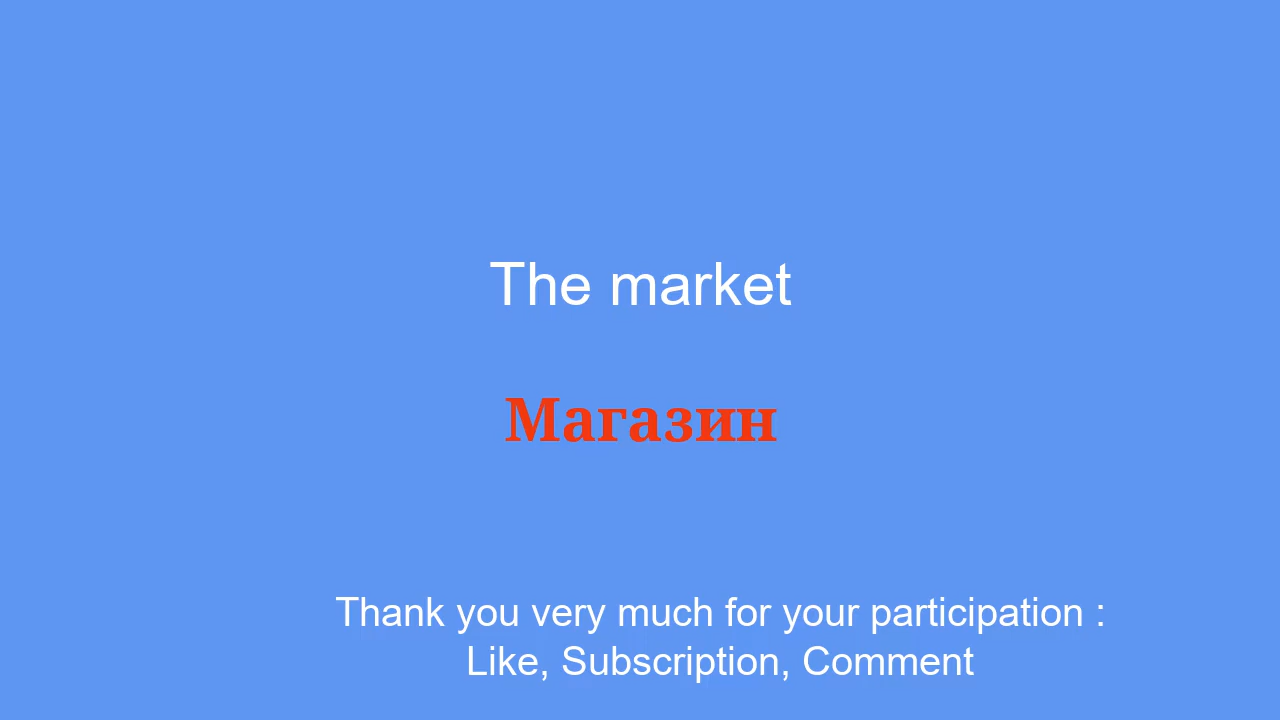 The market
Магазин
Thank you very much for your participation :
Like, Subscription, Comment